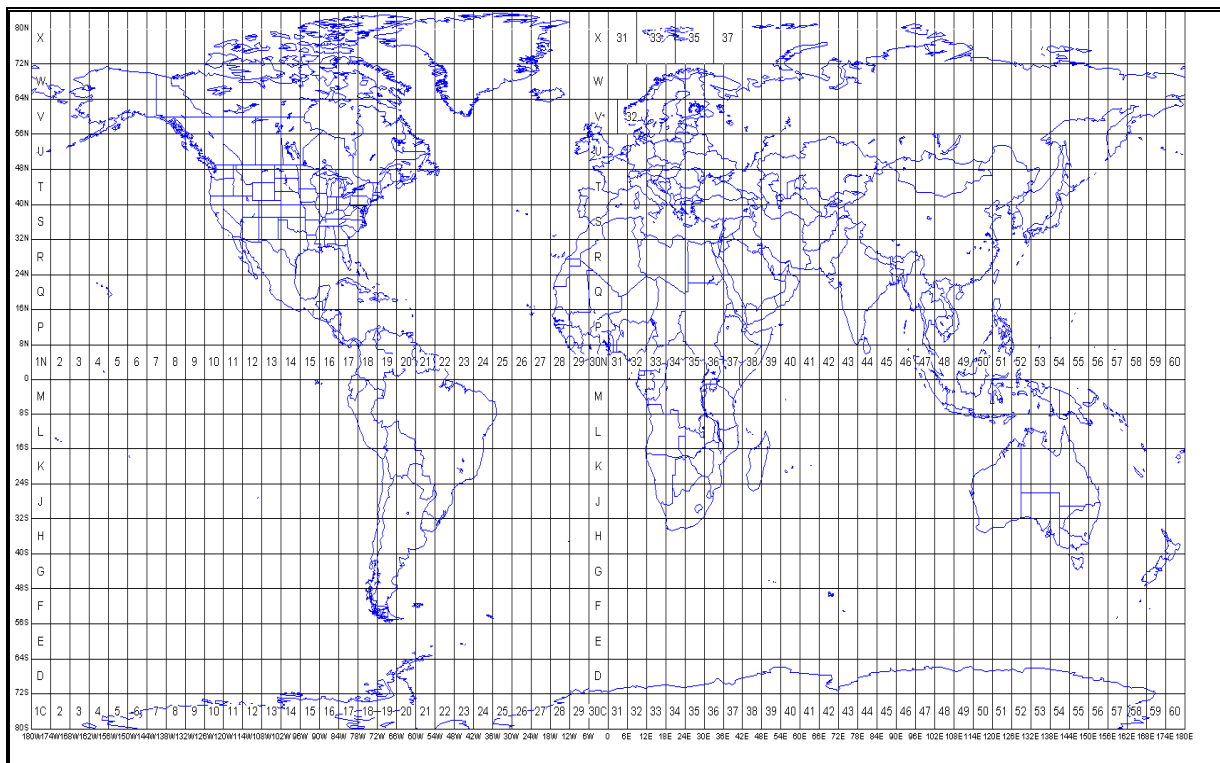 80N X X 31 33 35 37
72N
W W
64N
V V 32
56N
U U
48N
T T
40N
S S
32N
R R
24N
Q Q
16N
P P
8N
1N 2 3 4 5 6 7 8 9 10 11 12 13 14 15 16 17 18 19 20 21 22 23 24 25 26 27 28 29 30N 31 32 33 34 35 36 37 38 39 40 41 42 43 44 45 46 47 48 49 50 51 52 53 54 55 56 57 58 59 60
0
M M
8S
L L
16S
K K
24S
J J
32S
H H
40S
G G
48S
F F
56S
E E
64S
D D
72S
1C 2 3 4 5 6 7 8 9 10 11 12 13 14 15 16 17 18 19 20 21 22 23 24 25 26 27 28 29 30C 31 32 33 34 35 36 37 38 39 40 41 42 43 44 45 46 47 48 49 50 51 52 53 54 55 56 57 58 59 60
80S
180W 174W 168W 162W 156W 150W 144W 138W 132W 126W 120W 114W 108W 102W 96W 90W 84W 78W 72W 66W 60W 54W 48W 42W 36W 30W 24W 18W 12W 6W 0 6E 12E 18E 24E 30E 36E 42E 48E 54E 60E 66E 72E 78E 84E 90E 96E 102E 108E 114E 120E 126E 132E 138E 144E 150E 156E 162E 168E 174E 180E